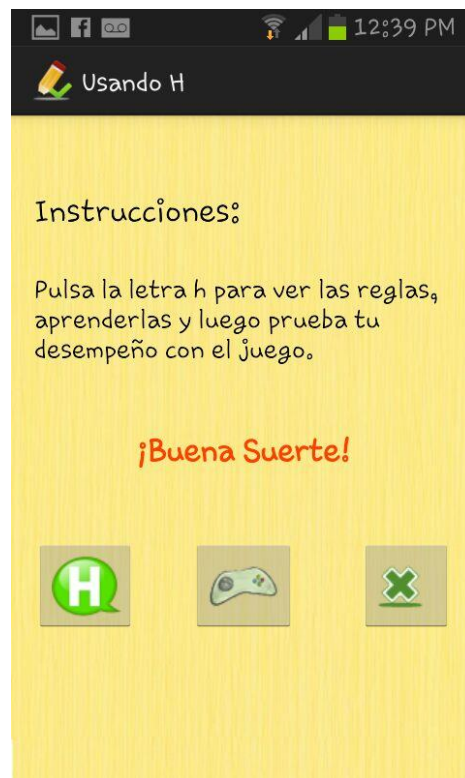 12:39 PM
Usando H
Instrucciones:
Pulsa la letra h para ver las reglas,
aprenderlas y luego prueba tu
desempeño con el juego.
¡Buena Suerte!
H